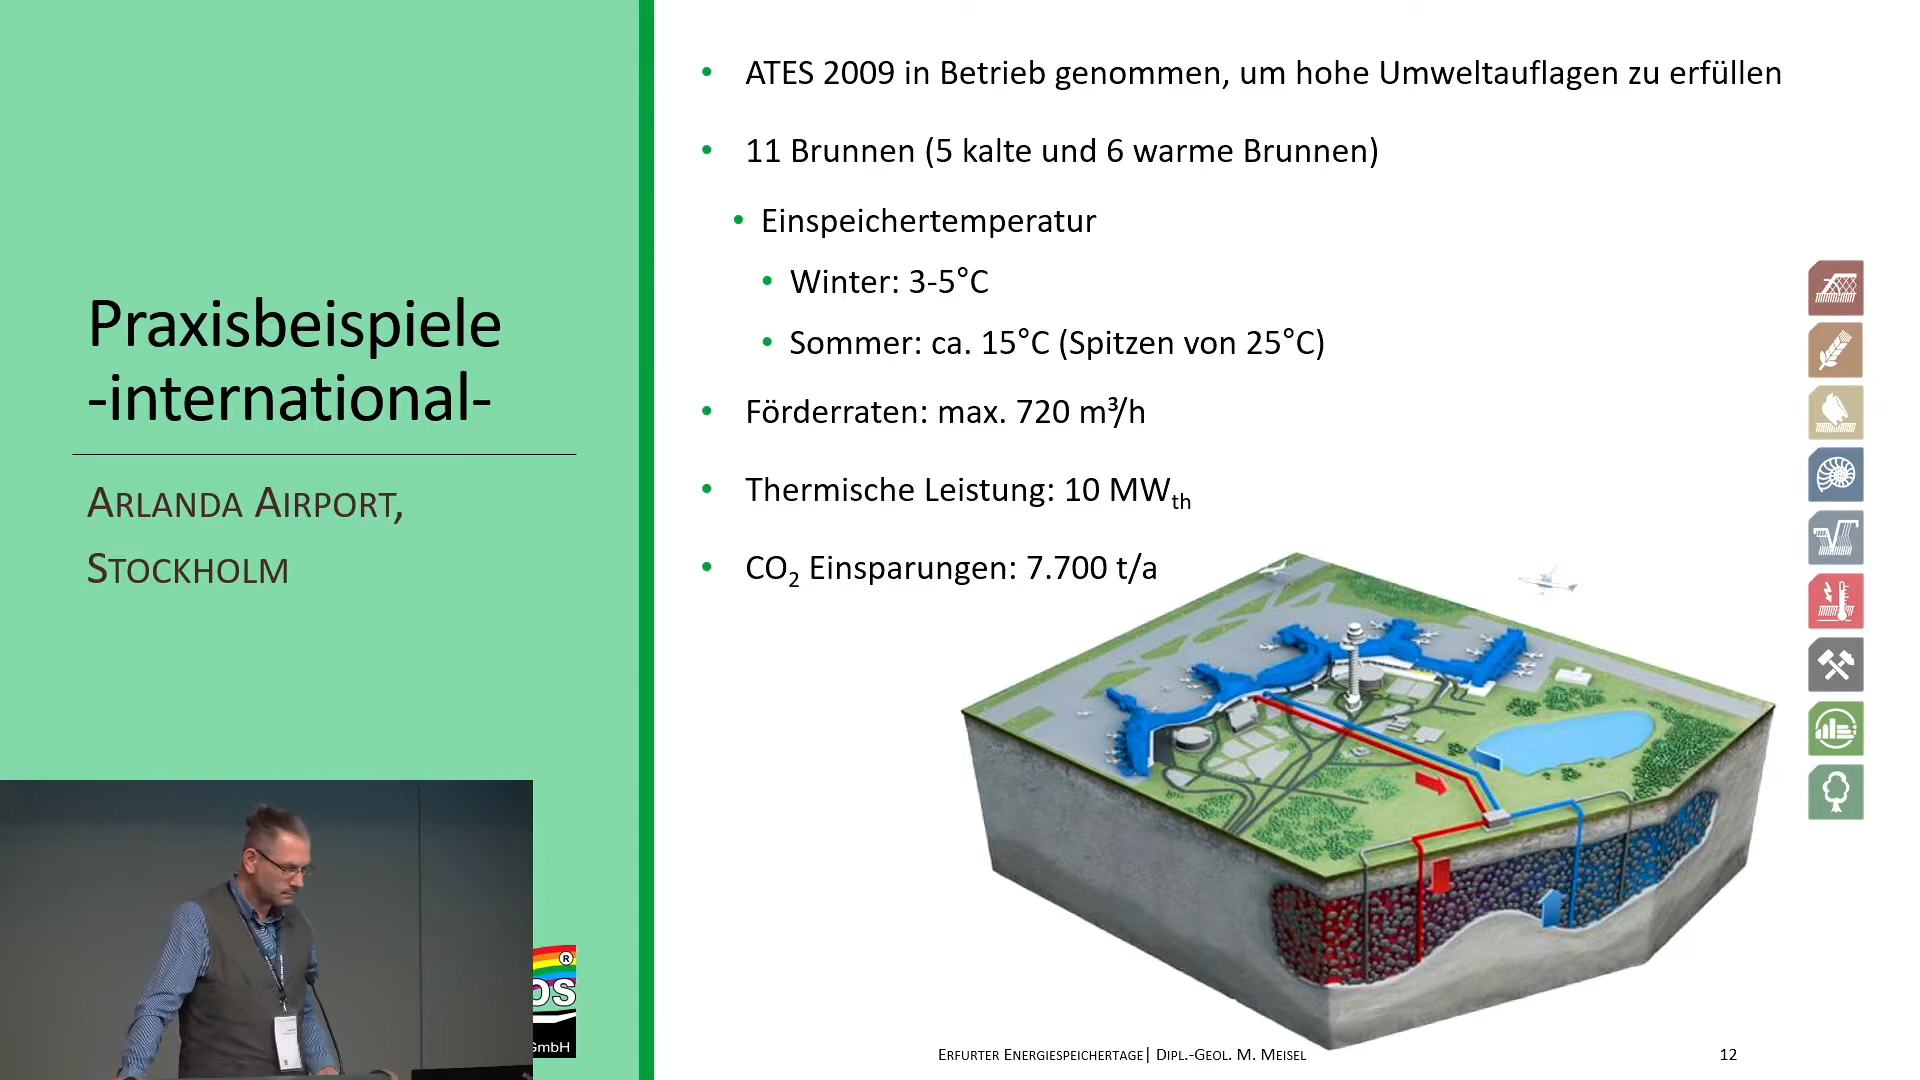 Praxisbeispiele
-international-
ARLANDA AIRPORT,
STOCKHOLM
• ATES 2009 in Betrieb genommen, um hohe Umweltauflagen zu erfüllen
• 11 Brunnen (5 kalte und 6 warme Brunnen)
• Einspeichertemperatur
• Winter: 3-5°C
• Sommer: ca. 15°C (Spitzen von 25°C)
• Förderraten: max. 720 m³/h
• Thermische Leistung: 10 MWth
• CO2 Einsparungen: 7.700 t/a
®
OS
GmbH
ERFURTER ENERGIESPEICHERTAGE| DIPL.-GEOL. M. MEISEL
12